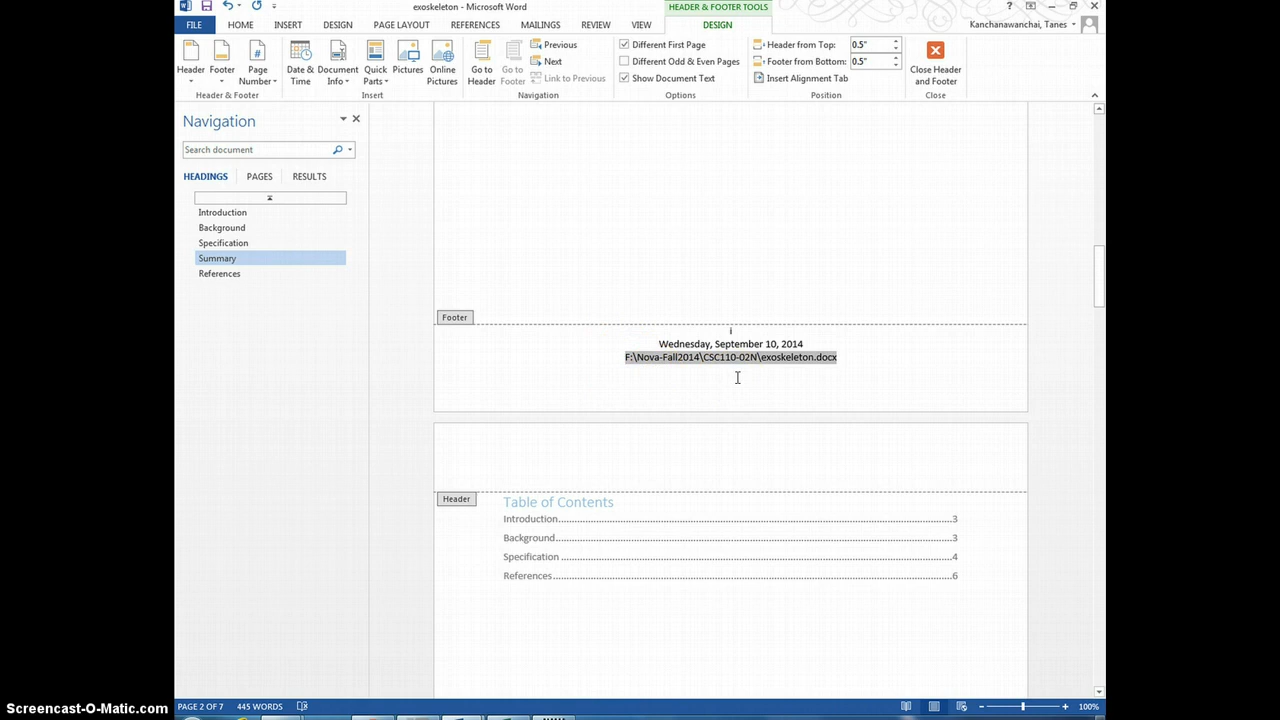 exoskeleton - Microsoft Word
HEADER & FOOTER TOOLS
FILE HOME INSERT DESIGN PAGE LAYOUT REFERENCES MAILINGS REVIEW VIEW DESIGN
Kanchanawanchai, Tanes
Header
Footer
Page Number
Header & Footer
Date & Time
Document Info
Quick Parts
Pictures
Online Pictures
Insert
Go to Header
Go to Footer
Previous
Next
Link to Previous
Navigation
Different First Page
Different Odd & Even Pages
Show Document Text
Options
Header from Top: 0.5"
Footer from Bottom: 0.5"
Insert Alignment Tab
Position
Close Header and Footer
Close
Navigation
Search document
HEADINGS PAGES RESULTS
Introduction
Background
Specification
Summary
References
Footer
i
Wednesday, September 10, 2014
F:\Nova-Fall2014\CSC110-02N\exoskeleton.docx
Header
Table of Contents
Introduction 3
Background 3
Specification 4
References 6
PAGE 2 OF 7 445 WORDS
100%
Screencast-O-Matic.com